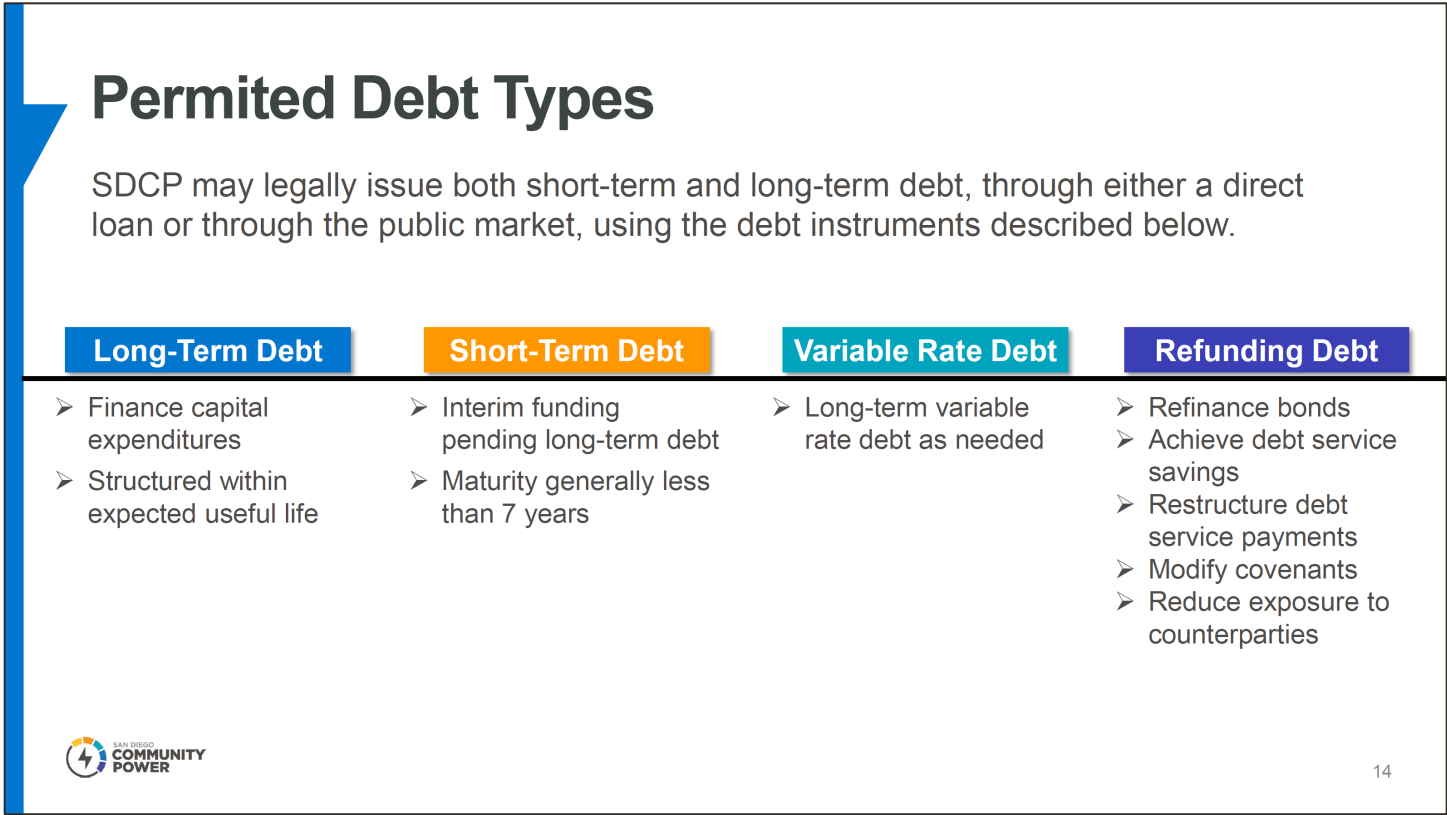 Permited Debt Types
SDCP may legally issue both short-term and long-term debt, through either a direct
loan or through the public market, using the debt instruments described below.
Long-Term Debt
➢ Finance capital
expenditures
➢ Structured within
expected useful life
Short-Term Debt
➢ Interim funding
pending long-term debt
➢ Maturity generally less
than 7 years
Variable Rate Debt
➢ Long-term variable
rate debt as needed
Refunding Debt
➢ Refinance bonds
➢ Achieve debt service
savings
➢ Restructure debt
service payments
➢ Modify covenants
➢ Reduce exposure to
counterparties
SAN DIEGO
COMMUNITY
POWER
14